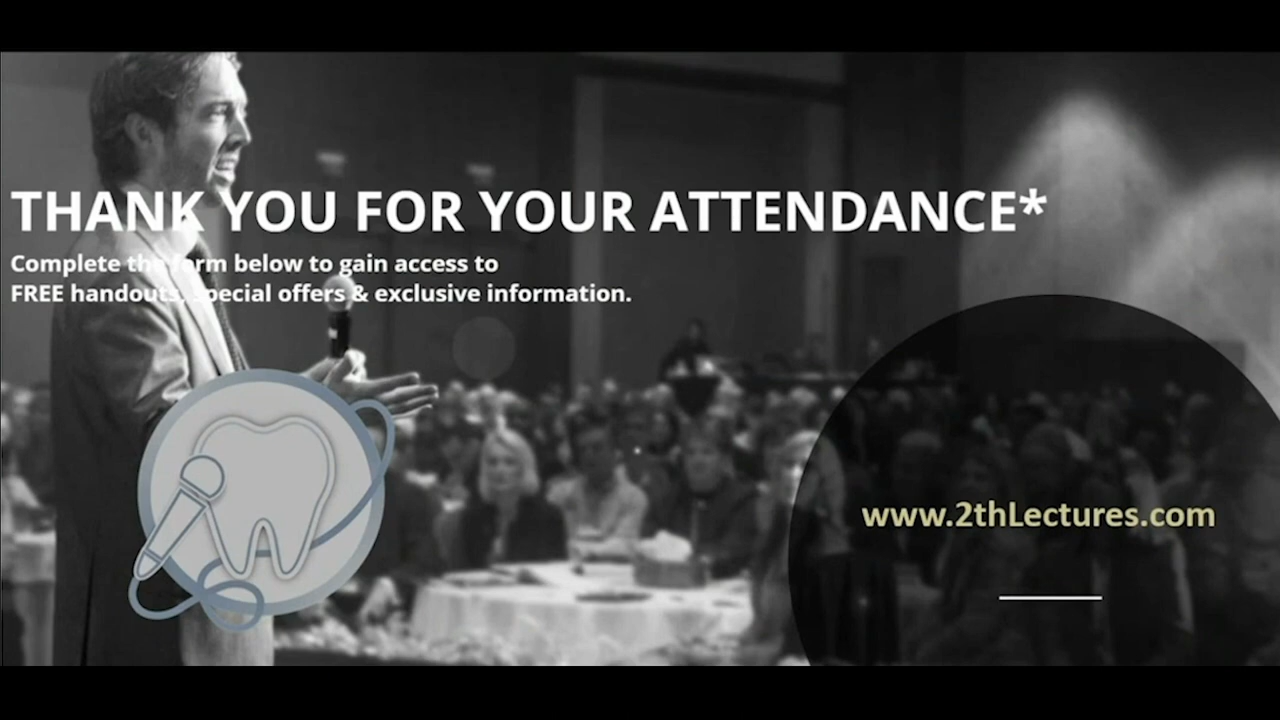 THANK YOU FOR YOUR ATTENDANCE*
Complete the form below to gain access to
FREE handouts, special offers & exclusive information.
www.2thLectures.com